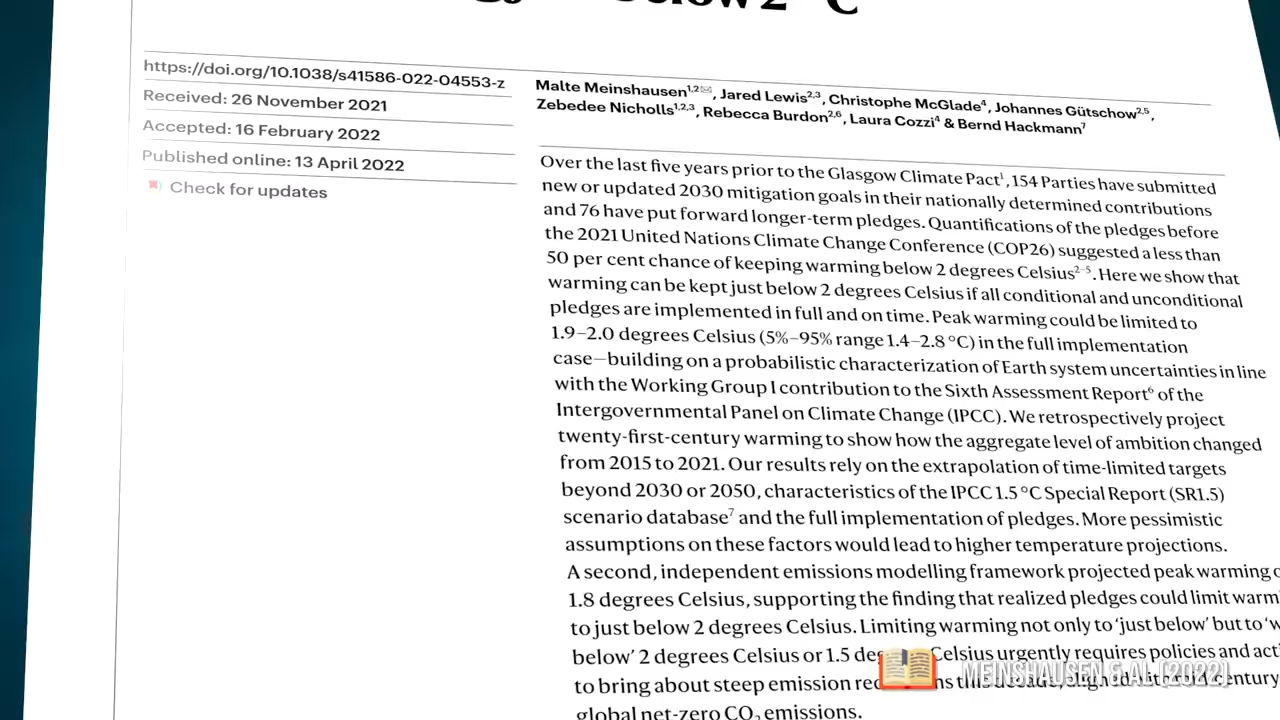 below 2 °C
https://doi.org/10.1038/s41586-022-04553-z
Received: 26 November 2021
Accepted: 16 February 2022
Published online: 13 April 2022
Check for updates
Malte Meinshausen1,2✉, Jared Lewis2,3, Christophe McGlade4, Johannes Gütschow2,5,
Zebedee Nicholls1,2,3, Rebecca Burdon2,6, Laura Cozzi4 & Bernd Hackmann7
Over the last five years prior to the Glasgow Climate Pact1, 154 Parties have submitted
new or updated 2030 mitigation goals in their nationally determined contributions
and 76 have put forward longer-term pledges. Quantifications of the pledges before
the 2021 United Nations Climate Change Conference (COP26) suggested a less than
50 per cent chance of keeping warming below 2 degrees Celsius2–5. Here we show that
warming can be kept just below 2 degrees Celsius if all conditional and unconditional
pledges are implemented in full and on time. Peak warming could be limited to
1.9–2.0 degrees Celsius (5%–95% range 1.4–2.8 °C) in the full implementation
case—building on a probabilistic characterization of Earth system uncertainties in line
with the Working Group I contribution to the Sixth Assessment Report6 of the
Intergovernmental Panel on Climate Change (IPCC). We retrospectively project
twenty-first-century warming to show how the aggregate level of ambition changed
from 2015 to 2021. Our results rely on the extrapolation of time-limited targets
beyond 2030 or 2050, characteristics of the IPCC 1.5 °C Special Report (SR1.5)
scenario database7 and the full implementation of pledges. More pessimistic
assumptions on these factors would lead to higher temperature projections.
A second, independent emissions modelling framework projected peak warming
1.8 degrees Celsius, supporting the finding that realized pledges could limit warm
to just below 2 degrees Celsius. Limiting warming not only to 'just below' but to 'w
below' 2 degrees Celsius or 1.5 de Celsius urgently requires policies and acti
to bring about steep emission re ns this decade, aligned century
global net-zero CO2 emissions.
MEINSHAUSEN & AL (2022)